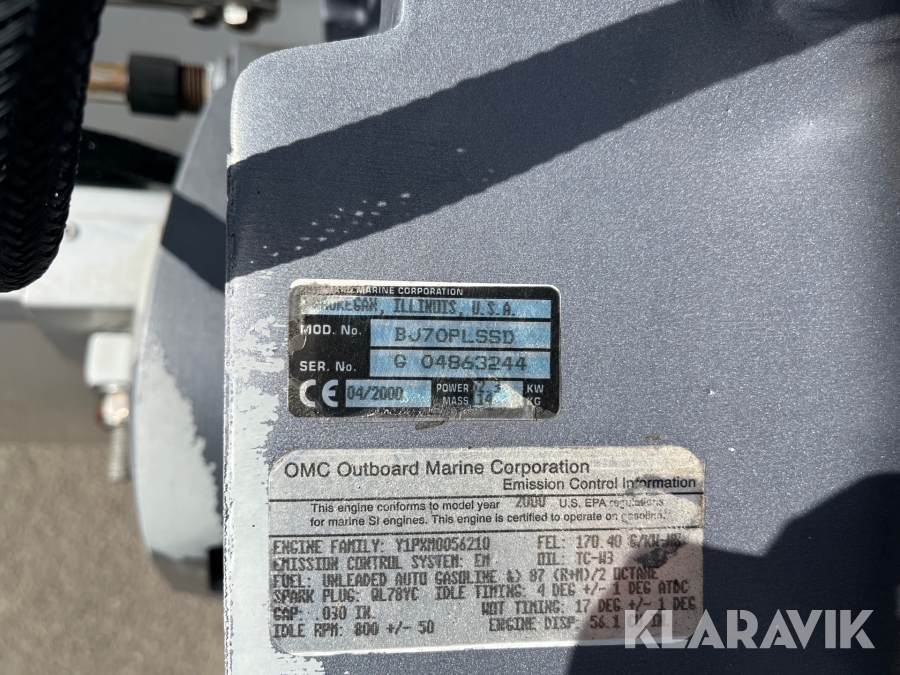 MARINE CORPORATION
ILLINOIS, U.S.A.
MOD. No. BJ70PLSSD
SER. No. G 04863244
CE 04/2000 POWER KW
MASS KG
OMC Outboard Marine Corporation
Emission Control Information
This engine conforms to model year 2000 U.S. EPA regulations
for marine SI engines. This engine is certified to operate on gasoline.
ENGINE FAMILY: Y1PXM0056210 FEL: 170.40 G/KW-HR
EMISSION CONTROL SYSTEM: EM OIL: TC-W3
FUEL: UNLEADED AUTO GASOLINE 87 (R+M)/2 OCTANE
SPARK PLUG: QL78YC IDLE TIMING: 4 DEG +/- 1 DEG ATDC
GAP: 030 IN. WOT TIMING: 17 DEG +/- 1 DEG
IDLE RPM: 800 +/- 50 ENGINE DISP: 56.1
KLARAVIK